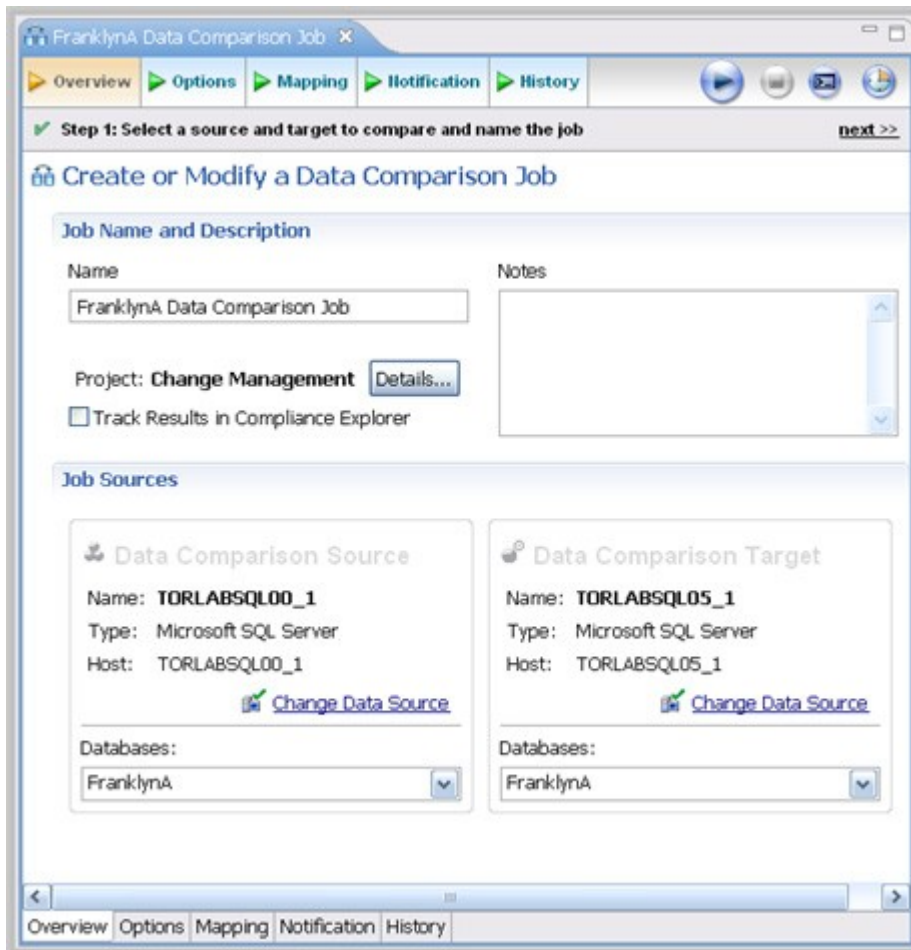 FranklynA Data Comparison Job
Overview Options Mapping Notification History
Step 1: Select a source and target to compare and name the job next >>
Create or Modify a Data Comparison Job
Job Name and Description
Name Notes
FranklynA Data Comparison Job
Project: Change Management Details...
Track Results in Compliance Explorer
Job Sources
Data Comparison Source
Name: TORLABSQL00_1
Type: Microsoft SQL Server
Host: TORLABSQL00_1
Change Data Source
Databases:
FranklynA
Data Comparison Target
Name: TORLABSQL05_1
Type: Microsoft SQL Server
Host: TORLABSQL05_1
Change Data Source
Databases:
FranklynA
Overview Options Mapping Notification History